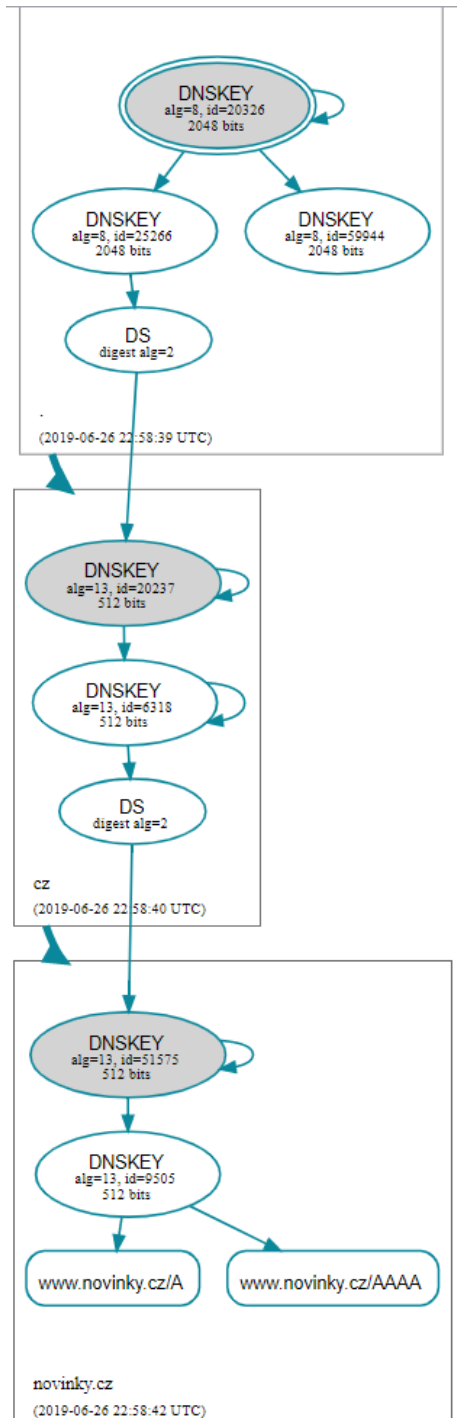 DNSKEY
alg=8, id=20326
2048 bits
DNSKEY
alg=8, id=25266
2048 bits
DNSKEY
alg=8, id=59944
2048 bits
DS
digest alg=2
.
(2019-06-26 22:58:39 UTC)
DNSKEY
alg=13, id=20237
512 bits
DNSKEY
alg=13, id=6318
512 bits
DS
digest alg=2
cz
(2019-06-26 22:58:40 UTC)
DNSKEY
alg=13, id=51575
512 bits
DNSKEY
alg=13, id=9505
512 bits
www.novinky.cz/A
www.novinky.cz/AAAA
novinky.cz
(2019-06-26 22:58:42 UTC)